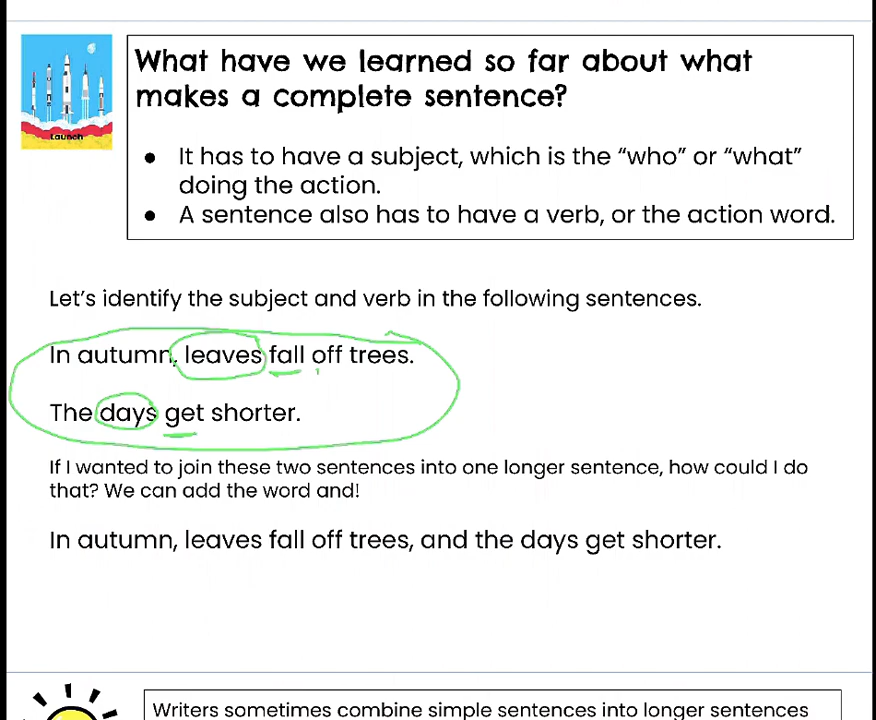 Launch
What have we learned so far about what
makes a complete sentence?
● It has to have a subject, which is the “who” or “what”
doing the action.
● A sentence also has to have a verb, or the action word.
Let’s identify the subject and verb in the following sentences.
In autumn, leaves fall off trees.
The days get shorter.
If I wanted to join these two sentences into one longer sentence, how could I do
that? We can add the word and!
In autumn, leaves fall off trees, and the days get shorter.
Writers sometimes combine simple sentences into longer sentences